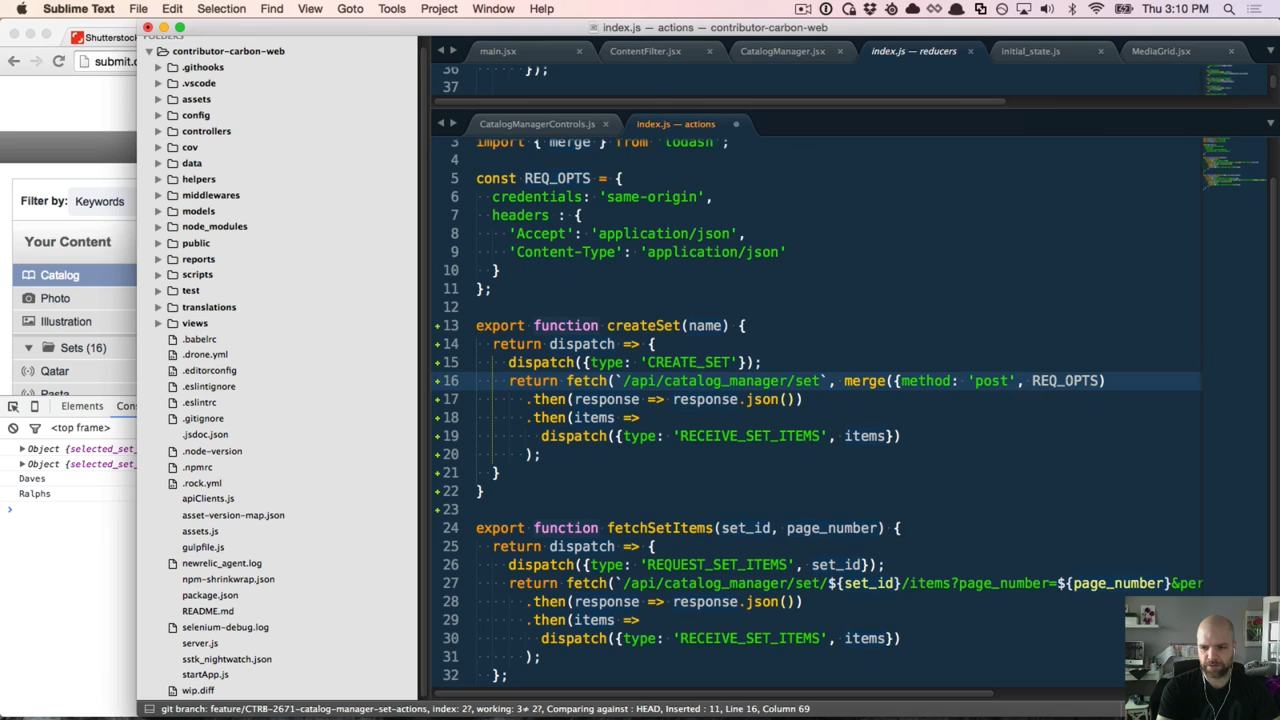 Sublime Text File Edit Selection Find View Goto Tools Project Window Help Thu 3:10 PM
index.js — actions
Shutterstock
submit.
FOLDERS
contributor-carbon-web
.githooks
.vscode
assets
config
controllers
cov
data
helpers
middlewares
models
node_modules
public
reports
scripts
test
translations
views
.babelrc
.drone.yml
.editorconfig
.eslintignore
.eslintrc
.gitignore
.jsdoc.json
.node-version
.npmrc
.rock.yml
apiClients.js
asset-version-map.json
assets.js
gulpfile.js
newrelic_agent.log
npm-shrinkwrap.json
package.json
README.md
selenium-debug.log
server.js
sstk_nightwatch.json
startApp.js
wip.diff
Filter by: Keywords
Your Content
Catalog
Photo
Illustration
Sets (16)
Qatar
Pasta
Elements Cons
<top frame>
Object {selected_set_
Object {selected_set_
Daves
Ralphs
main.jsx ContentFilter.jsx CatalogManager.jsx index.js — reducers initial_state.js MediaGrid.jsx
36 });
37
CatalogManagerControls.js index.js — actions
3 import { merge } from 'lodash';
4
5 const REQ_OPTS = {
6 credentials: 'same-origin',
7 headers : {
8 'Accept': 'application/json',
9 'Content-Type': 'application/json'
10 }
11 };
12
13 export function createSet(name) {
14 return dispatch => {
15 dispatch({type: 'CREATE_SET'});
16 return fetch(`/api/catalog_manager/set`, merge({method: 'post', REQ_OPTS)
17 .then(response => response.json())
18 .then(items =>
19 dispatch({type: 'RECEIVE_SET_ITEMS', items})
20 );
21 }
22 }
23
24 export function fetchSetItems(set_id, page_number) {
25 return dispatch => {
26 dispatch({type: 'REQUEST_SET_ITEMS', set_id});
27 return fetch(`/api/catalog_manager/set/${set_id}/items?page_number=${page_number}&per
28 .then(response => response.json())
29 .then(items =>
30 dispatch({type: 'RECEIVE_SET_ITEMS', items})
31 );
32 };
git branch: feature/CTRB-2671-catalog-manager-set-actions, index: 2?, working: 3≠ 2?, Comparing against : HEAD, Inserted : 11, Line 16, Column 69